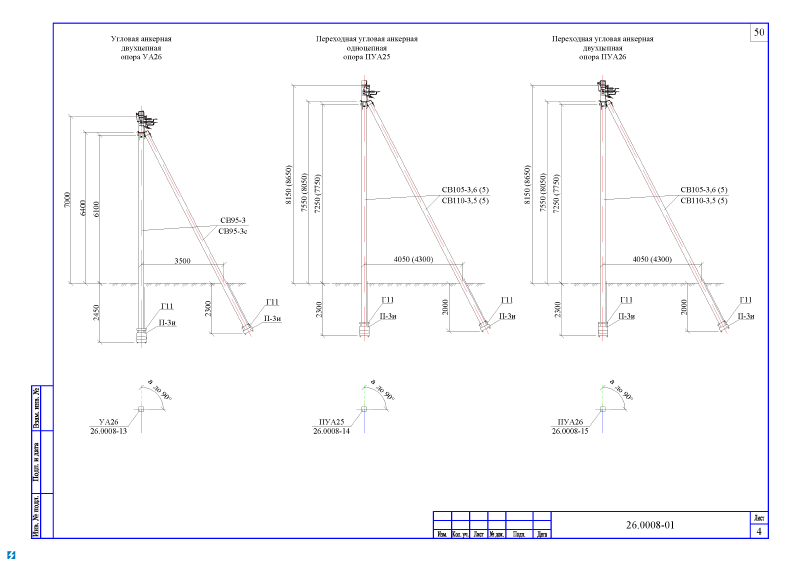 50
Угловая анкерная
двухцепная
опора УА26
Переходная угловая анкерная
одноцепная
опора ПУА25
Переходная угловая анкерная
двухцепная
опора ПУА26
7000
6400
6100
2450
СВ95-3
СВ95-3с
3500
2300
Г11
П-3и
Г11
П-3и
8150 (8650)
7550 (8050)
7250 (7750)
2300
СВ105-3,6 (5)
СВ110-3,5 (5)
4050 (4300)
2000
Г11
П-3и
Г11
П-3и
8150 (8650)
7550 (8050)
7250 (7750)
2300
СВ105-3,6 (5)
СВ110-3,5 (5)
4050 (4300)
2000
Г11
П-3и
Г11
П-3и
а до 90°
УА26
26.0008-13
а до 90°
ПУА25
26.0008-14
а до 90°
ПУА26
26.0008-15
Взам. инв. №
Подп. и дата
Инв. № подл.
Изм. Кол. уч. Лист № док. Подп. Дата
26.0008-01
Лист
4